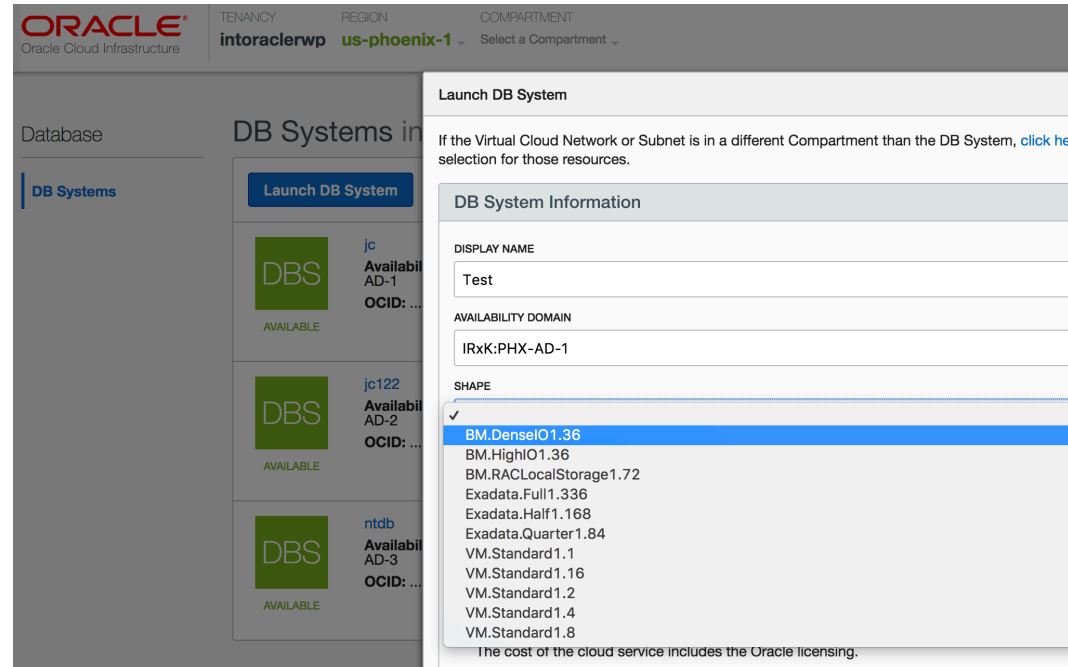 ORACLE®
Oracle Cloud Infrastructure
TENANCY
intoraclerwp
REGION
us-phoenix-1
COMPARTMENT
Select a Compartment
Database
DB Systems
DB Systems in
Launch DB System
DBS
AVAILABLE
jc
Availabil
AD-1
OCID: ...
DBS
AVAILABLE
jc122
Availabil
AD-2
OCID: ...
DBS
AVAILABLE
ntdb
Availabil
AD-3
OCID: ...
Launch DB System
If the Virtual Cloud Network or Subnet is in a different Compartment than the DB System, click he
selection for those resources.
DB System Information
DISPLAY NAME
Test
AVAILABILITY DOMAIN
IRxK:PHX-AD-1
SHAPE
✓
BM.DenseIO1.36
BM.HighIO1.36
BM.RACLocalStorage1.72
Exadata.Full1.336
Exadata.Half1.168
Exadata.Quarter1.84
VM.Standard1.1
VM.Standard1.16
VM.Standard1.2
VM.Standard1.4
VM.Standard1.8
The cost of the cloud service includes the Oracle licensing.